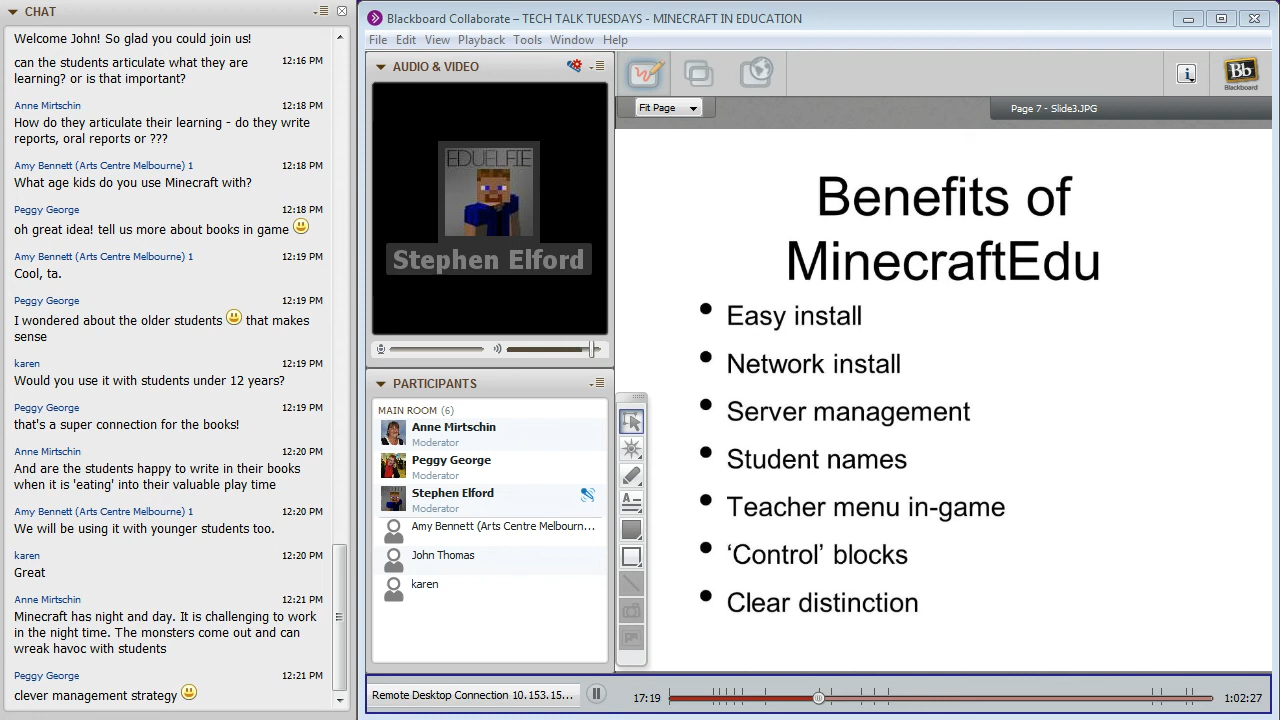 CHAT
Welcome John! So glad you could join us!
can the students articulate what they are 12:16 PM
learning? or is that important?
Anne Mirtschin 12:18 PM
How do they articulate their learning - do they write
reports, oral reports or ???
Amy Bennett (Arts Centre Melbourne) 1 12:18 PM
What age kids do you use Minecraft with?
Peggy George 12:18 PM
oh great idea! tell us more about books in game
Amy Bennett (Arts Centre Melbourne) 1 12:19 PM
Cool, ta.
Peggy George 12:19 PM
I wondered about the older students that makes
sense
karen 12:19 PM
Would you use it with students under 12 years?
Peggy George 12:19 PM
that's a super connection for the books!
Anne Mirtschin 12:20 PM
And are the students happy to write in their books
when it is 'eating' into their valuable play time
Amy Bennett (Arts Centre Melbourne) 1 12:20 PM
We will be using it with younger students too.
karen 12:20 PM
Great
Anne Mirtschin 12:21 PM
Minecraft has night and day. It is challenging to work
in the night time. The monsters come out and can
wreak havoc with students
Peggy George 12:21 PM
clever management strategy
Blackboard Collaborate – TECH TALK TUESDAYS - MINECRAFT IN EDUCATION
File Edit View Playback Tools Window Help
AUDIO & VIDEO
EDUELFIE
Stephen Elford
PARTICIPANTS
MAIN ROOM (6)
Anne Mirtschin
Moderator
Peggy George
Moderator
Stephen Elford
Moderator
Amy Bennett (Arts Centre Melbourn...
John Thomas
karen
Bb
Blackboard
Fit Page
Page 7 - Slide3.JPG
Benefits of
MinecraftEdu
• Easy install
• Network install
• Server management
• Student names
• Teacher menu in-game
• ‘Control’ blocks
• Clear distinction
Remote Desktop Connection 10.153.15... 17:19 1:02:27